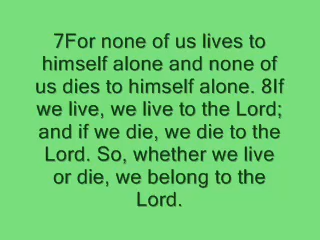 7For none of us lives to
himself alone and none of
us dies to himself alone. 8If
we live, we live to the Lord;
and if we die, we die to the
Lord. So, whether we live
or die, we belong to the
Lord.